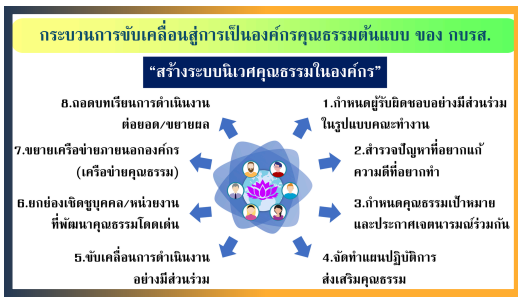 กระบวนการขับเคลื่อนสู่การเป็นองค์กรคุณธรรมต้นแบบ ของ กบรส.
“สร้างระบบนิเวศคุณธรรมในองค์กร”
1.กำหนดผู้รับผิดชอบอย่างมีส่วนร่วม
ในรูปแบบคณะทำงาน
2.สำรวจปัญหาที่อยากแก้
ความดีที่อยากทำ
3.กำหนดคุณธรรมเป้าหมาย
และประกาศเจตนารมณ์ร่วมกัน
4.จัดทำแผนปฏิบัติการ
ส่งเสริมคุณธรรม
5.ขับเคลื่อนการดำเนินงาน
อย่างมีส่วนร่วม
6.ยกย่องเชิดชูบุคคล/หน่วยงาน
ที่พัฒนาคุณธรรมโดดเด่น
7.ขยายเครือข่ายภายนอกองค์กร
(เครือข่ายคุณธรรม)
8.ถอดบทเรียนการดำเนินงาน
ต่อยอด/ขยายผล